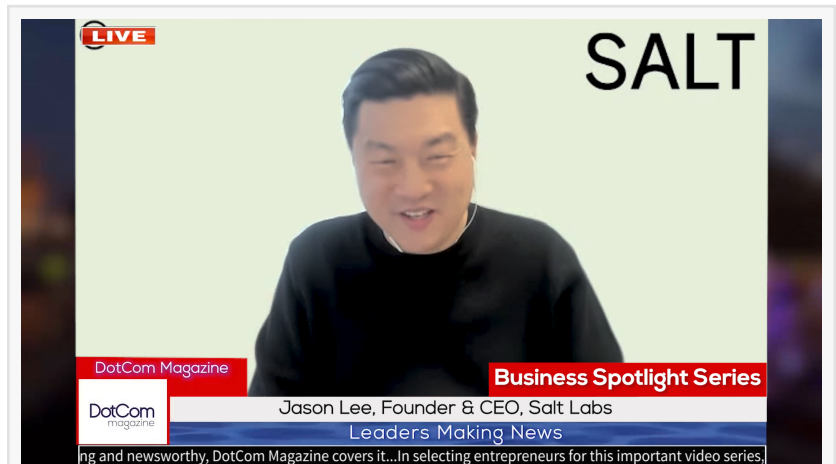 LIVE
SALT
DotCom Magazine
Business Spotlight Series
DotCom
magazine
Jason Lee, Founder & CEO, Salt Labs
Leaders Making News
ng and newsworthy, DotCom Magazine covers it...In selecting entrepreneurs for this important video series,